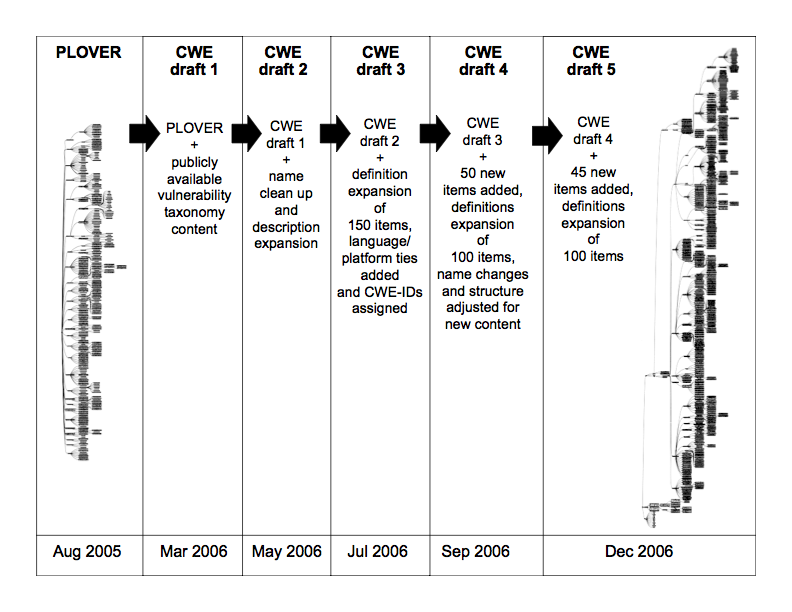 PLOVER
CWE
draft 1
CWE
draft 2
CWE
draft 3
CWE
draft 4
CWE
draft 5
PLOVER
+
publicly
available
vulnerability
taxonomy
content
CWE
draft 1
+
name
clean up
and
description
expansion
CWE
draft 2
+
definition
expansion
of
150 items,
language/
platform ties
added
and CWE-IDs
assigned
CWE
draft 3
+
50 new
items added,
definitions
expansion
of
100 items,
name changes
and structure
adjusted for
new content
CWE
draft 4
+
45 new
items added,
definitions
expansion
of
100 items
Aug 2005
Mar 2006
May 2006
Jul 2006
Sep 2006
Dec 2006